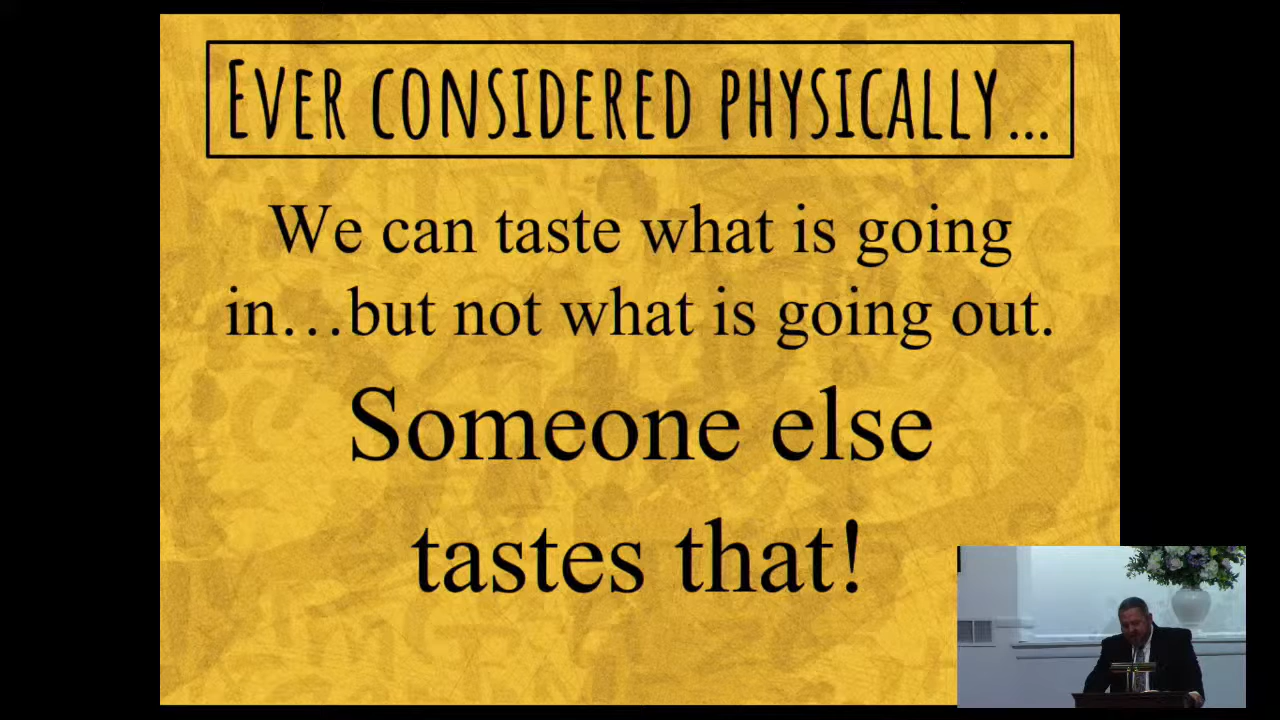 EVER CONSIDERED PHYSICALLY...
We can taste what is going
in…but not what is going out.
Someone else
tastes that!